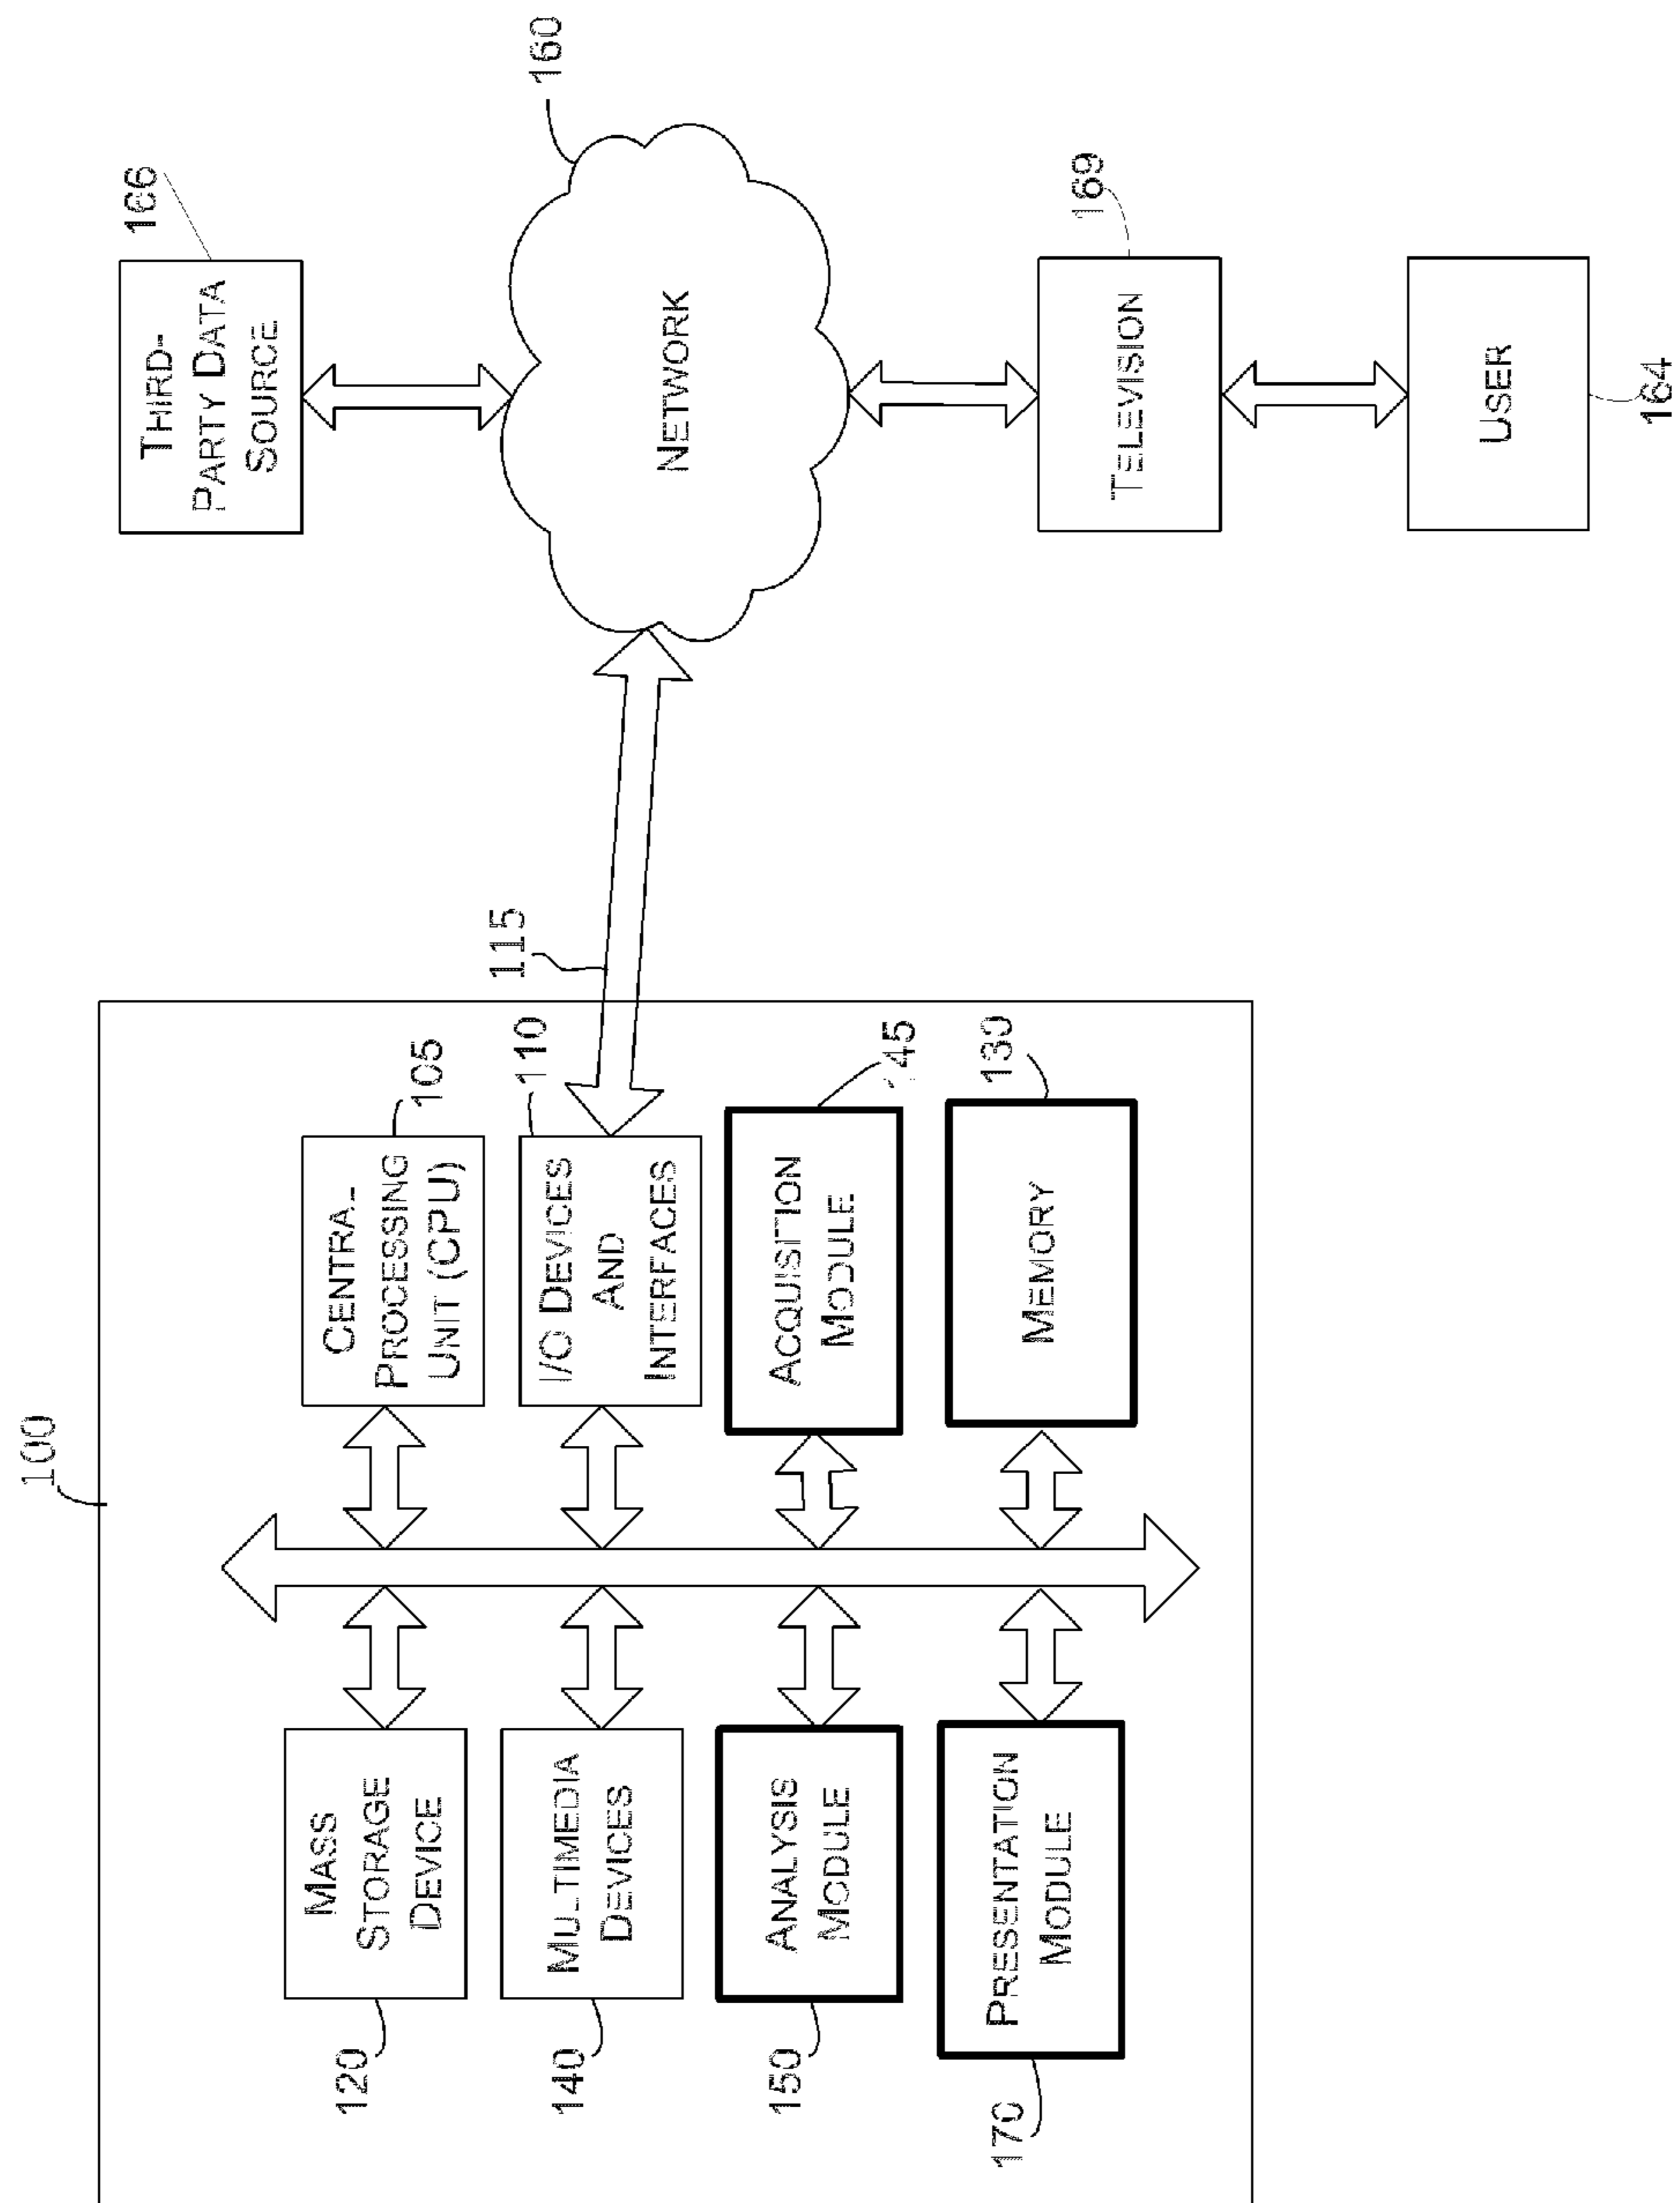 100
120
MASS
STORAGE
DEVICE
CENTRAL
PROCESSING
UNIT (CPU)
105
140
MULTIMEDIA
DEVICES
I/O DEVICES
AND
INTERFACES
110
115
150
ANALYSIS
MODULE
ACQUISITION
MODULE
145
170
PRESENTATION
MODULE
MEMORY
130
166
THIRD-
PARTY DATA
SOURCE
160
NETWORK
169
TELEVISION
USER
164